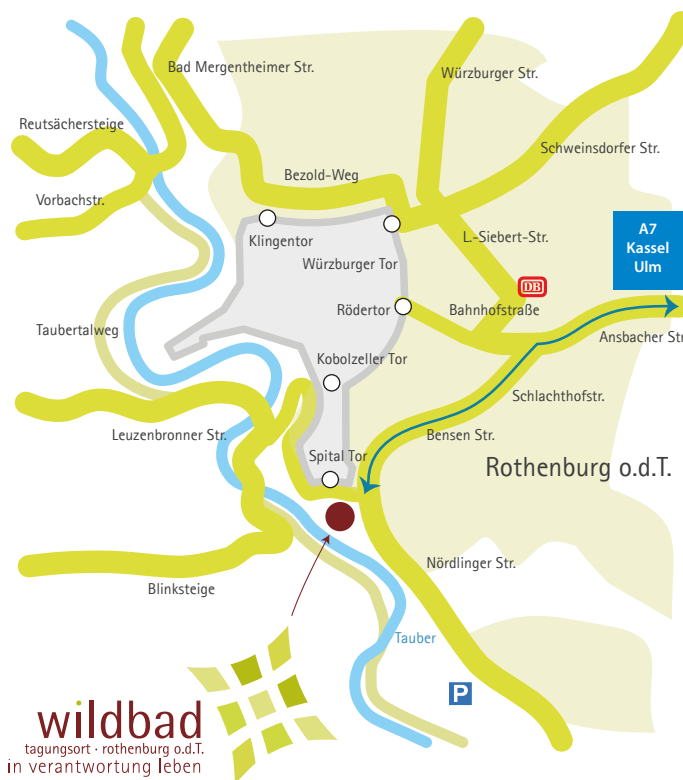 Bad Mergentheimer Str.
Würzburger Str.
Reutsächersteige
Schweinsdorfer Str.
Bezold-Weg
Vorbachstr.
A7
Kassel
Ulm
Klingentor
L.-Siebert-Str.
Würzburger Tor
DB
Rödertor
Bahnhofstraße
Taubertalweg
Ansbacher Str
Kobolzeller Tor
Schlachthofstr.
Leuzenbronner Str.
Bensen Str.
Spital Tor
Rothenburg o.d.T.
Nördlinger Str.
Blinksteige
Tauber
P
wildbad
tagungsort · rothenburg o.d.T.
in verantwortung leben